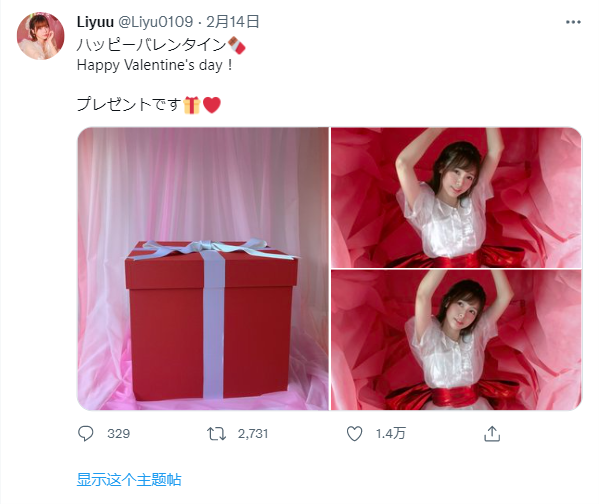 Liyuu @Liyu0109 · 2月14日
ハッピーバレンタイン🍫
Happy Valentine's day！
プレゼントです🎁❤️
329 2,731 1.4万
显示这个主题帖